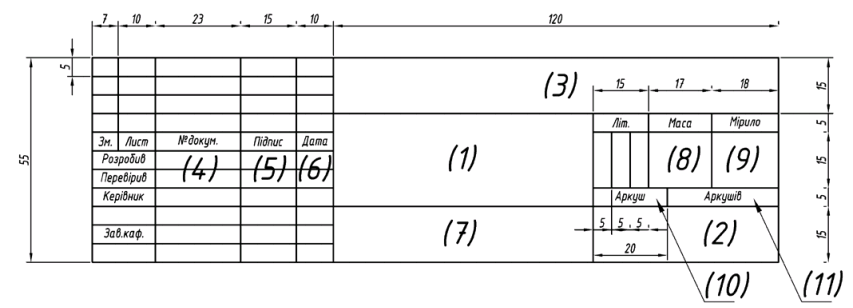 7 10 23 15 10 120
5
(3)
15 17 18
15
Літ. Маса Мірило
5
Зм. Лист №докум. Підпис Дата
55
Розробив (4) (5) (6) (1) (8) (9) 15
Перевірив
Керівник Аркуш Аркушів 5
(7) 5 5 5 (2) 15
Зав.каф.
20
(10) (11)